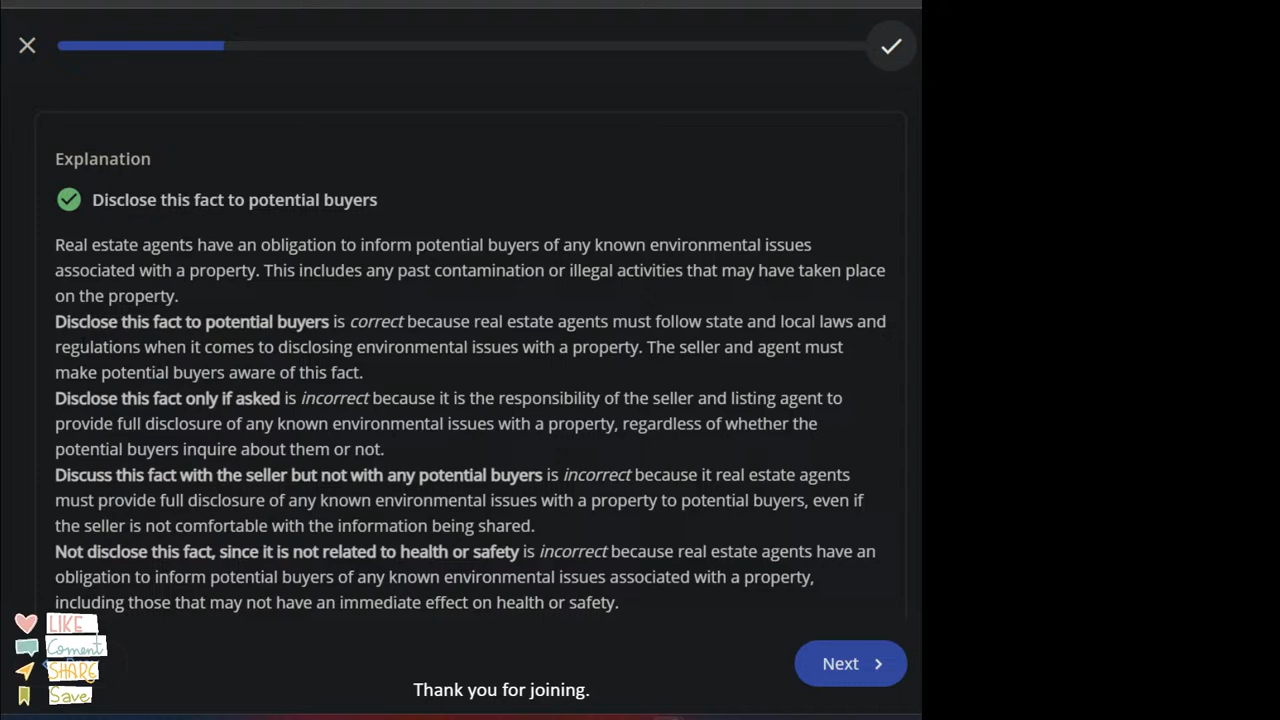 Explanation
Disclose this fact to potential buyers
Real estate agents have an obligation to inform potential buyers of any known environmental issues
associated with a property. This includes any past contamination or illegal activities that may have taken place
on the property.
Disclose this fact to potential buyers is correct because real estate agents must follow state and local laws and
regulations when it comes to disclosing environmental issues with a property. The seller and agent must
make potential buyers aware of this fact.
Disclose this fact only if asked is incorrect because it is the responsibility of the seller and listing agent to
provide full disclosure of any known environmental issues with a property, regardless of whether the
potential buyers inquire about them or not.
Discuss this fact with the seller but not with any potential buyers is incorrect because it real estate agents
must provide full disclosure of any known environmental issues with a property to potential buyers, even if
the seller is not comfortable with the information being shared.
Not disclose this fact, since it is not related to health or safety is incorrect because real estate agents have an
obligation to inform potential buyers of any known environmental issues associated with a property,
including those that may not have an immediate effect on health or safety.
LIKE
Coment
SHARE
Save
Next
Thank you for joining.